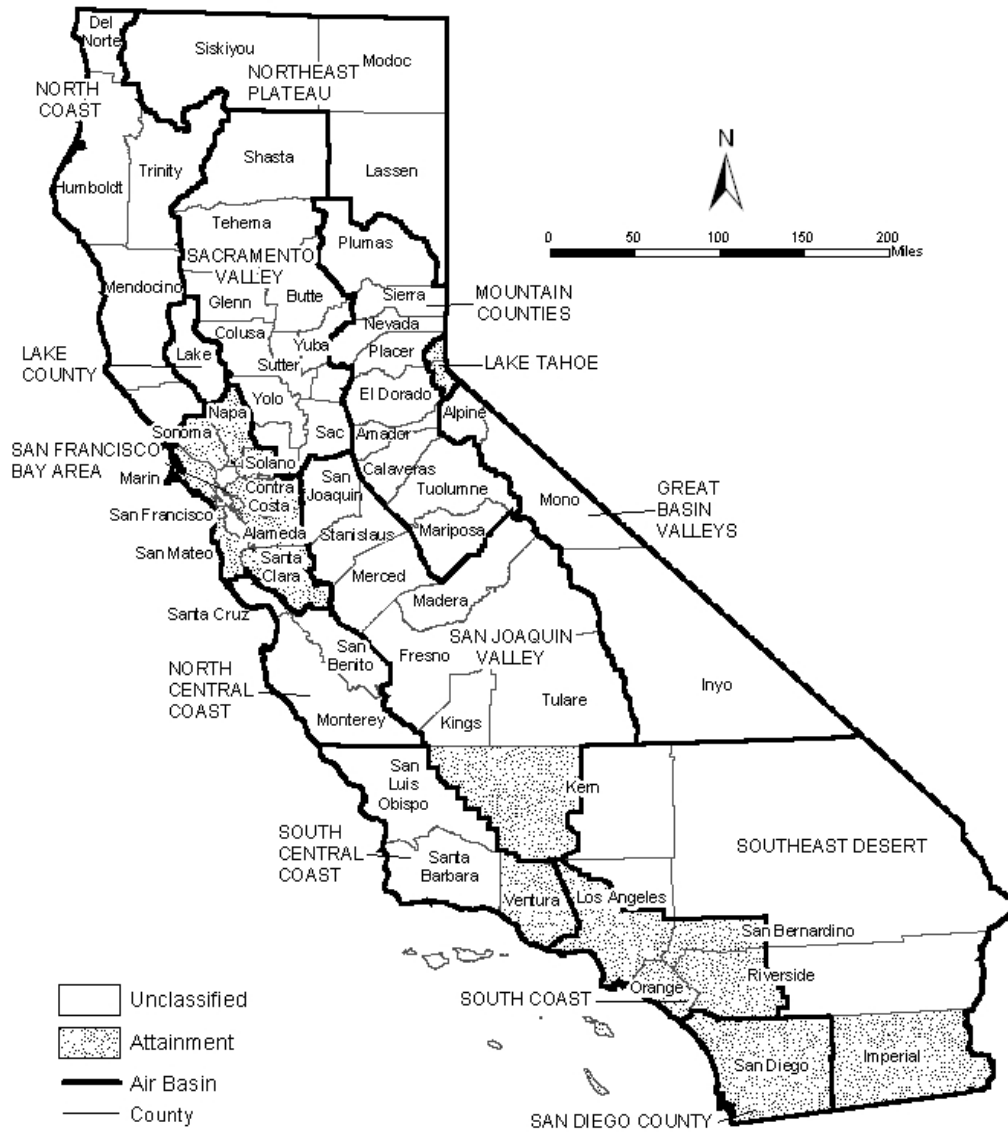 Del
Norte
Siskiyou
Modoc
NORTHEAST
PLATEAU
NORTH
COAST
N
Shasta
Trinity
Lassen
Humboldt
Tehema
Plumas
0 50 100 150 200
Miles
SACRAMENTO
VALLEY
Mendocino
Glenn
Butte
Sierra
MOUNTAIN
COUNTIES
Nevada
Colusa
Yuba
Placer
LAKE
COUNTY
Lake
Sutter
LAKE TAHOE
El Dorado
Yolo
Napa
Alpine
Sonoma
Sac
Amador
SAN FRANCISCO
BAY AREA
Solano
Calaveras
Marin
Contra
Costa
San
Joaquin
Tuolumne
Mono
GREAT
BASIN
VALLEYS
San Francisco
Alameda
Stanislaus
Mariposa
San Mateo
Santa
Clara
Merced
Madera
Santa Cruz
San
Benito
Fresno
SAN JOAQUIN
VALLEY
NORTH
CENTRAL
COAST
Tulare
Inyo
Monterey
Kings
San
Luis
Obispo
Kern
SOUTH
CENTRAL
COAST
Santa
Barbara
SOUTHEAST DESERT
Ventura
Los Angeles
San Bernardino
Riverside
Orange
SOUTH COAST
San Diego
Imperial
SAN DIEGO COUNTY
Unclassified
Attainment
Air Basin
County